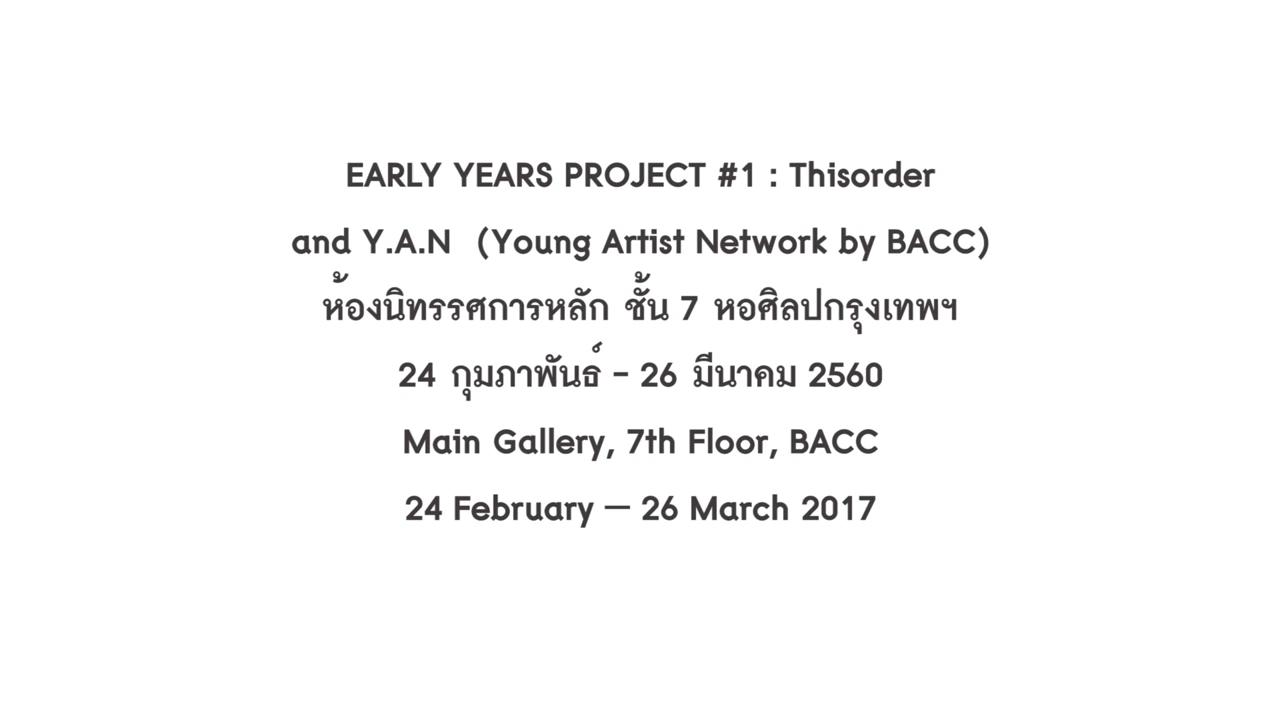 EARLY YEARS PROJECT #1 : Thisorder
and Y.A.N (Young Artist Network by BACC)
ห้องนิทรรศการหลัก ชั้น 7 หอศิลปกรุงเทพฯ
24 กุมภาพันธ์ - 26 มีนาคม 2560
Main Gallery, 7th Floor, BACC
24 February — 26 March 2017